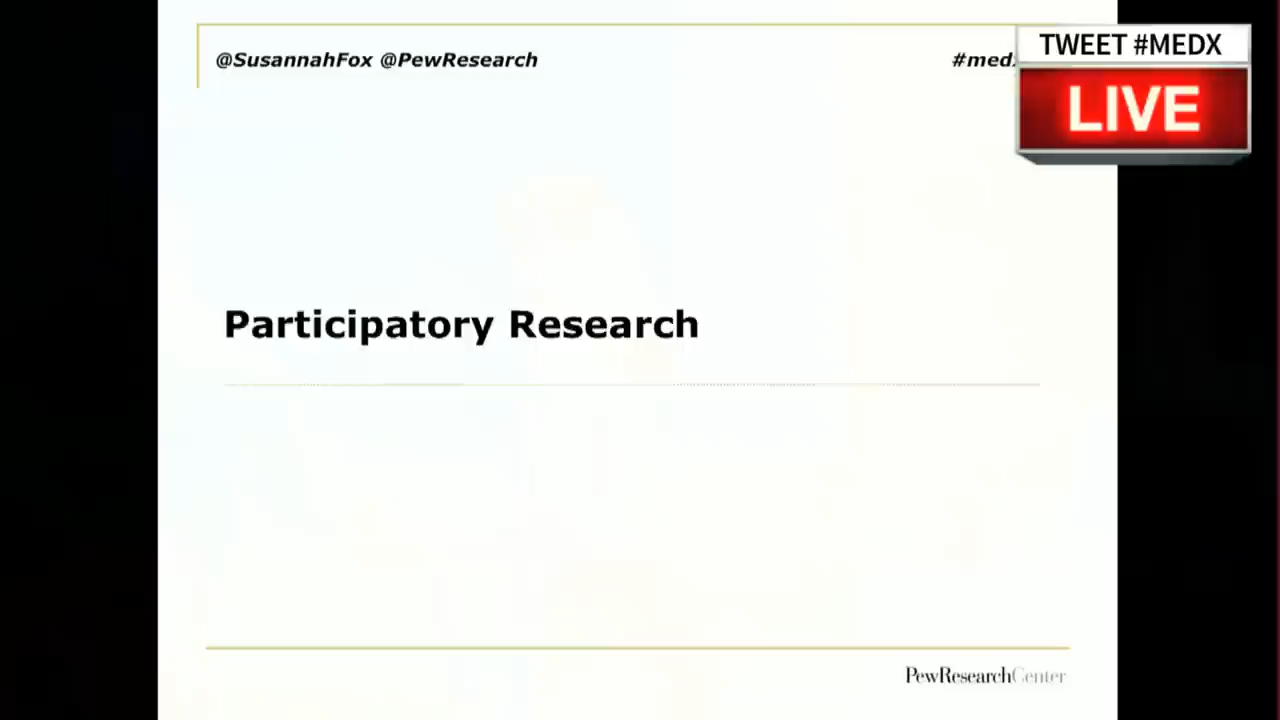 @SusannahFox @PewResearch
TWEET #MEDX
LIVE
Participatory Research
PewResearchCenter